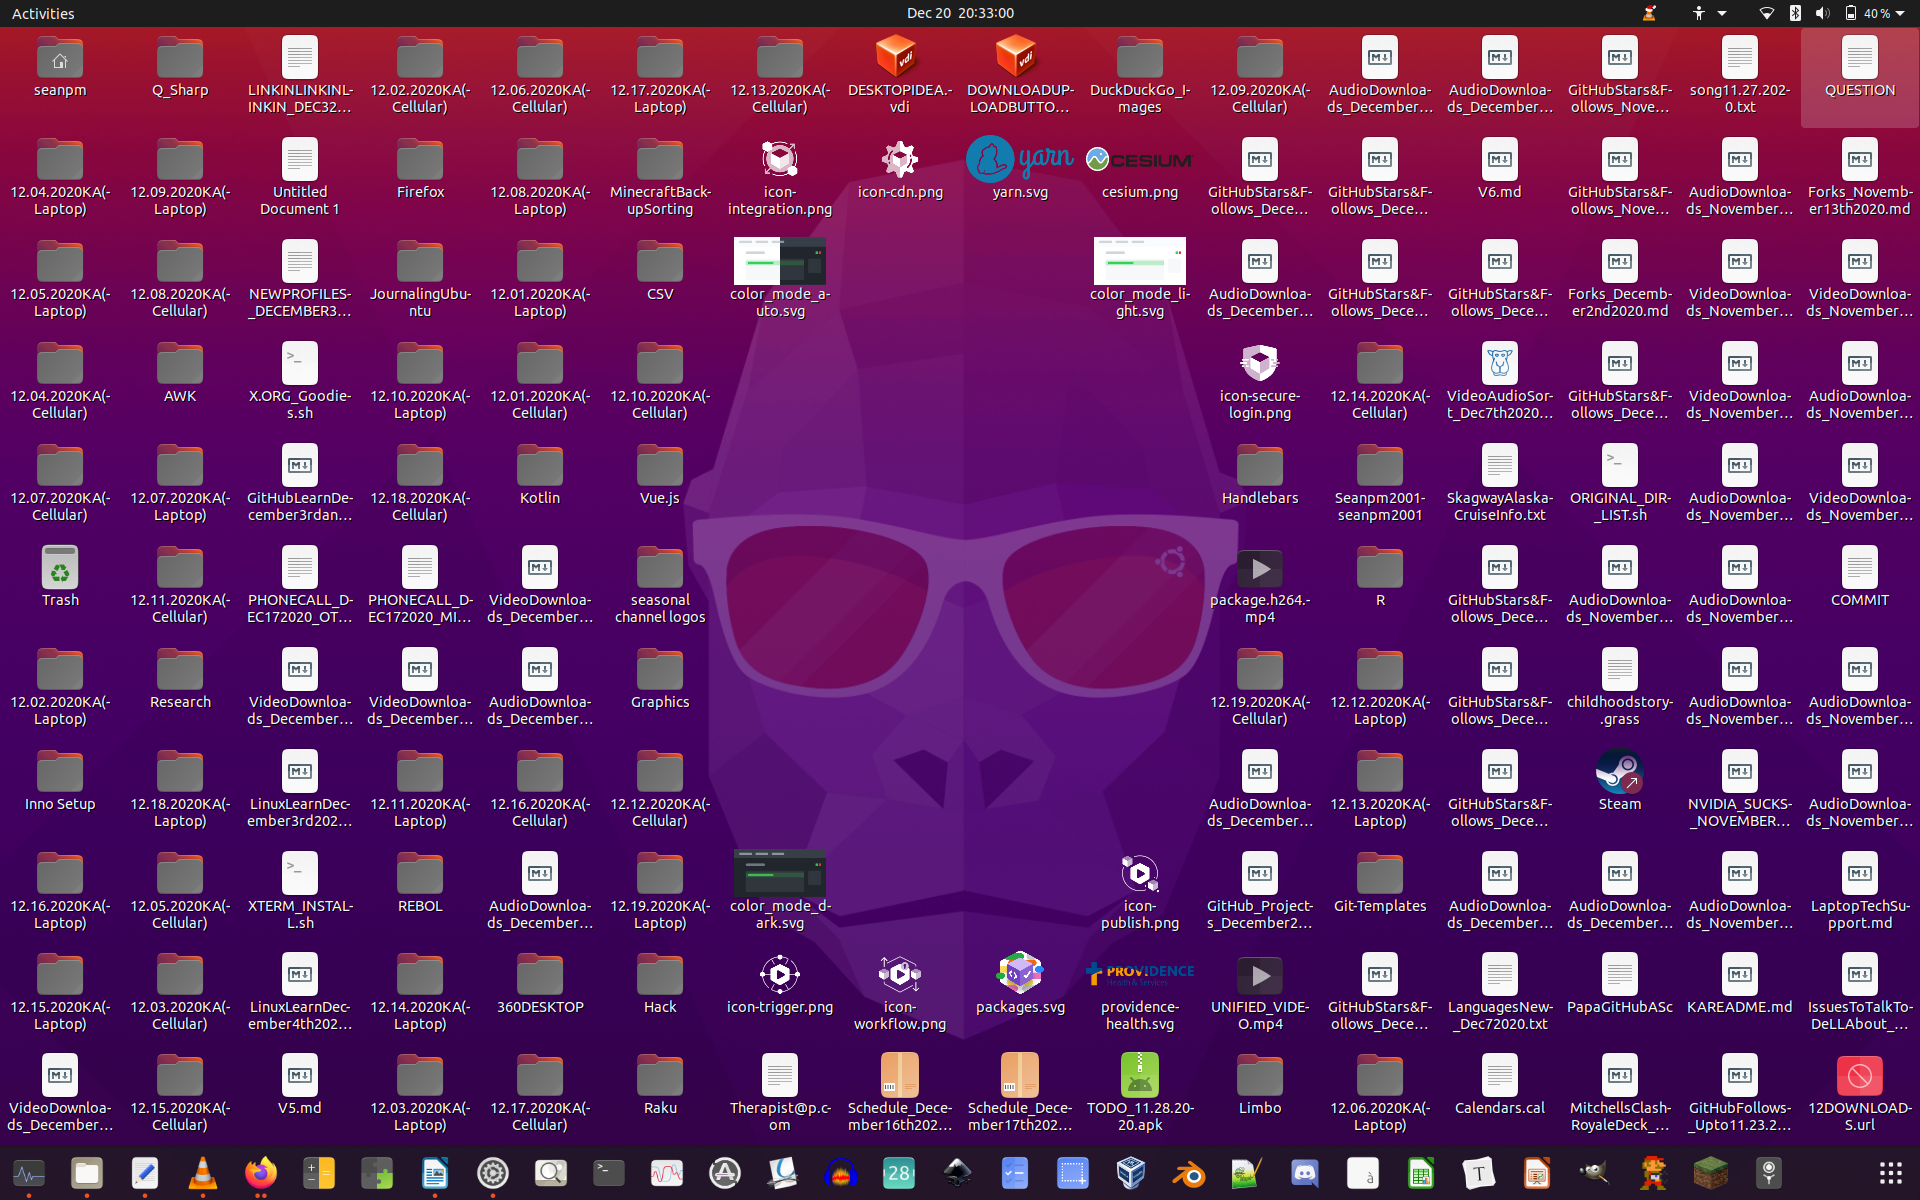 Activities
Dec 20 20:33:00
40 %
seanpm
Q_Sharp
LINKINLINKINL-
INKIN_DEC32...
12.02.2020KA(-
Cellular)
12.06.2020KA(-
Cellular)
12.17.2020KA(-
Laptop)
12.13.2020KA(-
Cellular)
DESKTOPIDEA.-
vdi
DOWNLOADUP-
LOADBUTTO...
DuckDuckGo_I-
mages
12.09.2020KA(-
Cellular)
AudioDownloa-
ds_December...
AudioDownloa-
ds_December...
GitHubStars&F-
ollows_Nove...
song11.27.202-
0.txt
QUESTION
12.04.2020KA(-
Laptop)
12.09.2020KA(-
Laptop)
Untitled
Document 1
Firefox
12.08.2020KA(-
Laptop)
MinecraftBack-
upSorting
icon-
integration.png
icon-cdn.png
yarn
yarn.svg
CESIUM
cesium.png
GitHubStars&F-
ollows_Dece...
GitHubStars&F-
ollows_Dece...
V6.md
GitHubStars&F-
ollows_Nove...
AudioDownloa-
ds_November...
Forks_Novemb-
er13th2020.md
12.05.2020KA(-
Laptop)
12.08.2020KA(-
Cellular)
NEWPROFILES-
_DECEMBER3...
JournalingUbu-
ntu
12.01.2020KA(-
Laptop)
CSV
color_mode_a-
uto.svg
color_mode_li-
ght.svg
AudioDownloa-
ds_December...
GitHubStars&F-
ollows_Dece...
GitHubStars&F-
ollows_Dece...
Forks_Decemb-
er2nd2020.md
VideoDownloa-
ds_November...
VideoDownloa-
ds_November...
12.04.2020KA(-
Cellular)
AWK
X.ORG_Goodie-
s.sh
12.10.2020KA(-
Laptop)
12.01.2020KA(-
Cellular)
12.10.2020KA(-
Cellular)
icon-secure-
login.png
12.14.2020KA(-
Cellular)
VideoAudioSor-
t_Dec7th2020...
GitHubStars&F-
ollows_Dece...
VideoDownloa-
ds_November...
AudioDownloa-
ds_November...
12.07.2020KA(-
Cellular)
12.07.2020KA(-
Laptop)
GitHubLearnDe-
cember3rdan...
12.18.2020KA(-
Cellular)
Kotlin
Vue.js
Handlebars
Seanpm2001-
seanpm2001
SkagwayAlaska-
CruiseInfo.txt
ORIGINAL_DIR-
_LIST.sh
AudioDownloa-
ds_November...
VideoDownloa-
ds_November...
Trash
12.11.2020KA(-
Cellular)
PHONECALL_D-
EC172020_OT...
PHONECALL_D-
EC172020_MI...
VideoDownloa-
ds_December...
seasonal
channel logos
package.h264.-
mp4
R
GitHubStars&F-
ollows_Dece...
AudioDownloa-
ds_November...
AudioDownloa-
ds_November...
COMMIT
12.02.2020KA(-
Laptop)
Research
VideoDownloa-
ds_December...
VideoDownloa-
ds_December...
AudioDownloa-
ds_December...
Graphics
12.19.2020KA(-
Cellular)
12.12.2020KA(-
Laptop)
GitHubStars&F-
ollows_Dece...
childhoodstory-
.grass
AudioDownloa-
ds_November...
AudioDownloa-
ds_November...
Inno Setup
12.18.2020KA(-
Laptop)
LinuxLearnDec-
ember3rd202...
12.11.2020KA(-
Laptop)
12.16.2020KA(-
Cellular)
12.12.2020KA(-
Cellular)
AudioDownloa-
ds_December...
12.13.2020KA(-
Laptop)
GitHubStars&F-
ollows_Dece...
Steam
NVIDIA_SUCKS-
_NOVEMBER...
AudioDownloa-
ds_November...
12.16.2020KA(-
Laptop)
12.05.2020KA(-
Cellular)
XTERM_INSTAL-
L.sh
REBOL
AudioDownloa-
ds_December...
12.19.2020KA(-
Laptop)
color_mode_d-
ark.svg
icon-
publish.png
GitHub_Project-
s_December2...
Git-Templates
AudioDownloa-
ds_December...
AudioDownloa-
ds_December...
AudioDownloa-
ds_November...
LaptopTechSu-
pport.md
12.15.2020KA(-
Laptop)
12.03.2020KA(-
Cellular)
LinuxLearnDec-
ember4th202...
12.14.2020KA(-
Laptop)
360DESKTOP
Hack
icon-trigger.png
icon-
workflow.png
packages.svg
PROVIDENCE
Health & Services
providence-
health.svg
UNIFIED_VIDE-
O.mp4
GitHubStars&F-
ollows_Dece...
LanguagesNew-
_Dec72020.txt
PapaGitHubASc
KAREADME.md
IssuesToTalkTo-
DeLLAbout_...
VideoDownloa-
ds_December...
12.15.2020KA(-
Cellular)
V5.md
12.03.2020KA(-
Laptop)
12.17.2020KA(-
Cellular)
Raku
Therapist@p.c-
om
Schedule_Dece-
mber16th202...
Schedule_Dece-
mber17th202...
TODO_11.28.20-
20.apk
Limbo
12.06.2020KA(-
Laptop)
Calendars.cal
MitchellsClash-
RoyaleDeck_...
GitHubFollows-
_Upto11.23.2...
12DOWNLOAD-
S.url
28